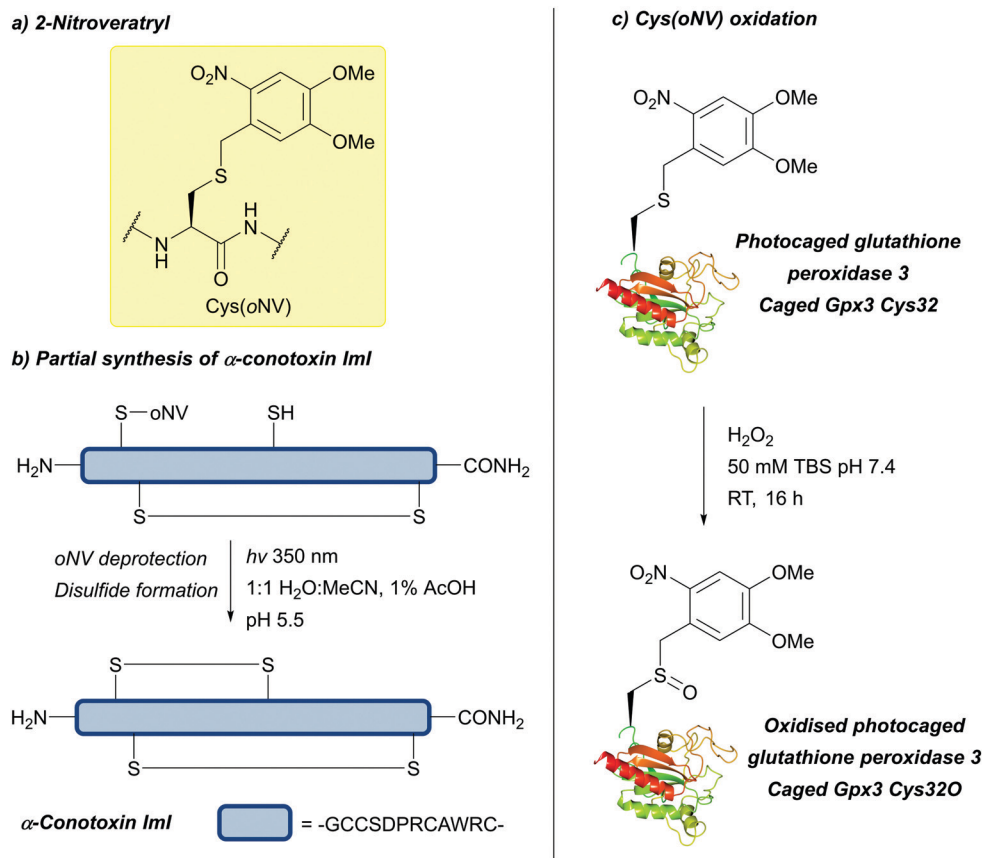 a) 2-Nitroveratryl
O₂N
OMe
OMe
S
H
N
N
H
O
Cys(oNV)
b) Partial synthesis of α-conotoxin ImI
S—oNV
SH
H₂N
CONH₂
S
S
oNV deprotection
Disulfide formation
hv 350 nm
1:1 H₂O:MeCN, 1% AcOH
pH 5.5
S
S
H₂N
CONH₂
S
S
α-Conotoxin ImI
= -GCCSDPRCAWRC-
c) Cys(oNV) oxidation
O₂N
OMe
OMe
S
Photocaged glutathione
peroxidase 3
Caged Gpx3 Cys32
H₂O₂
50 mM TBS pH 7.4
RT, 16 h
O₂N
OMe
OMe
S
O
Oxidised photocaged
glutathione peroxidase 3
Caged Gpx3 Cys32O